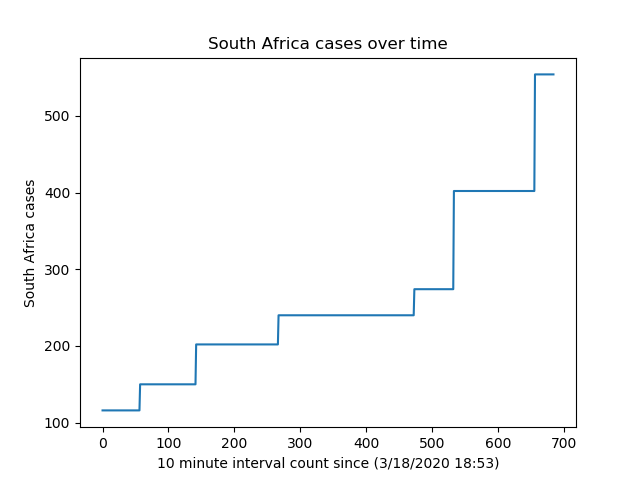 South Africa cases over time
South Africa cases
500
400
300
200
100
0 100 200 300 400 500 600 700
10 minute interval count since (3/18/2020 18:53)